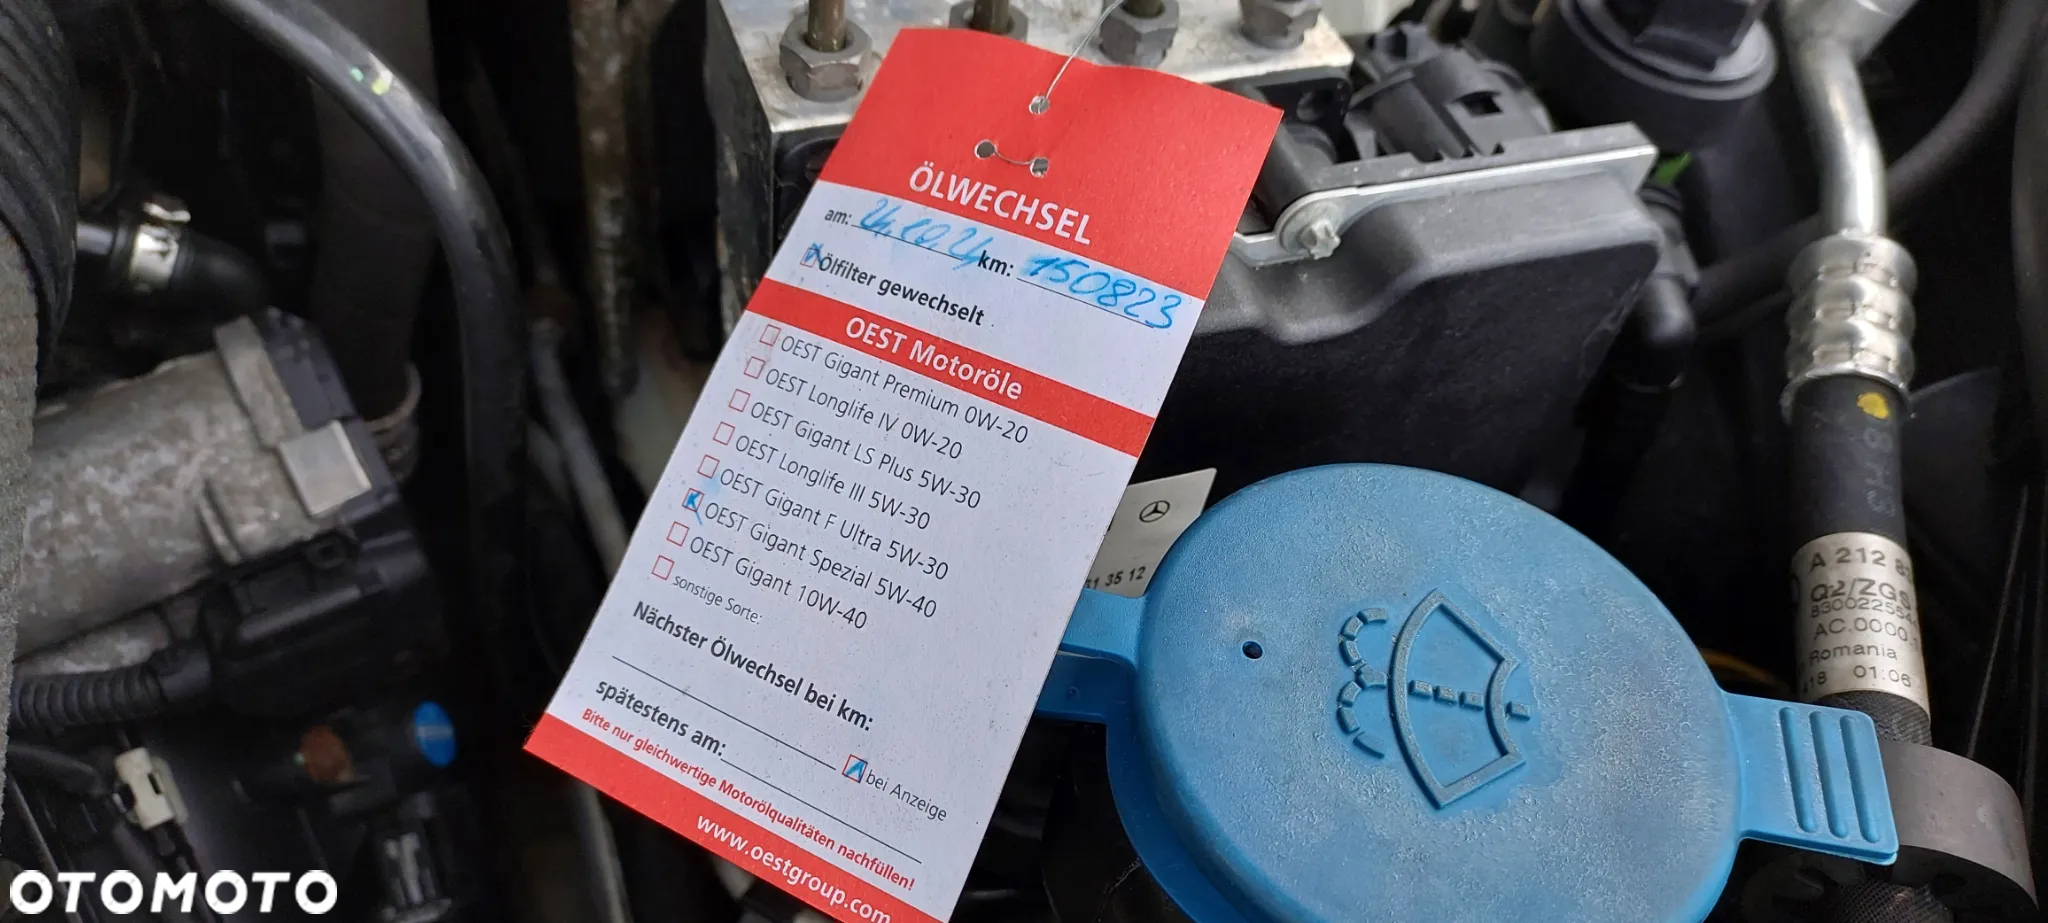 ÖLWECHSEL
am: km: 150823
Ölfilter gewechselt
OEST Motoröle
OEST Gigant Premium 0W-20
OEST Longlife IV 0W-20
OEST Gigant LS Plus 5W-30
OEST Longlife III 5W-30
OEST Gigant F Ultra 5W-30
OEST Gigant Spezial 5W-40
OEST Gigant 10W-40
sonstige Sorte:
Nächster Ölwechsel bei km:
bei Anzeige
spätestens am:
Bitte nur gleichwertige Motorölqualitäten nachfüllen!
www.oestgroup.com
35 12
A 212
Q2/ZGS
AC.0000
Romania
01:06
OTOMOTO